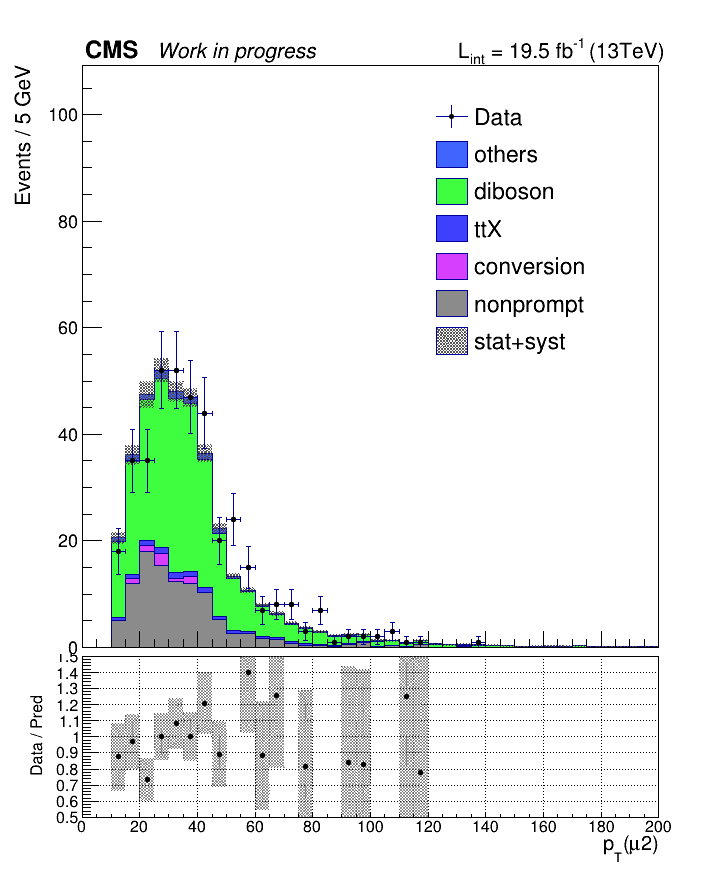 CMS Work in progress L_int = 19.5 fb^-1 (13TeV)
Events / 5 GeV
100
80
60
40
20
0
Data
others
diboson
ttX
conversion
nonprompt
stat+syst
Data / Pred
1.5
1.4
1.3
1.2
1.1
1
0.9
0.8
0.7
0.6
0.5
0 20 40 60 80 100 120 140 160 180 200
p_T(μ2)